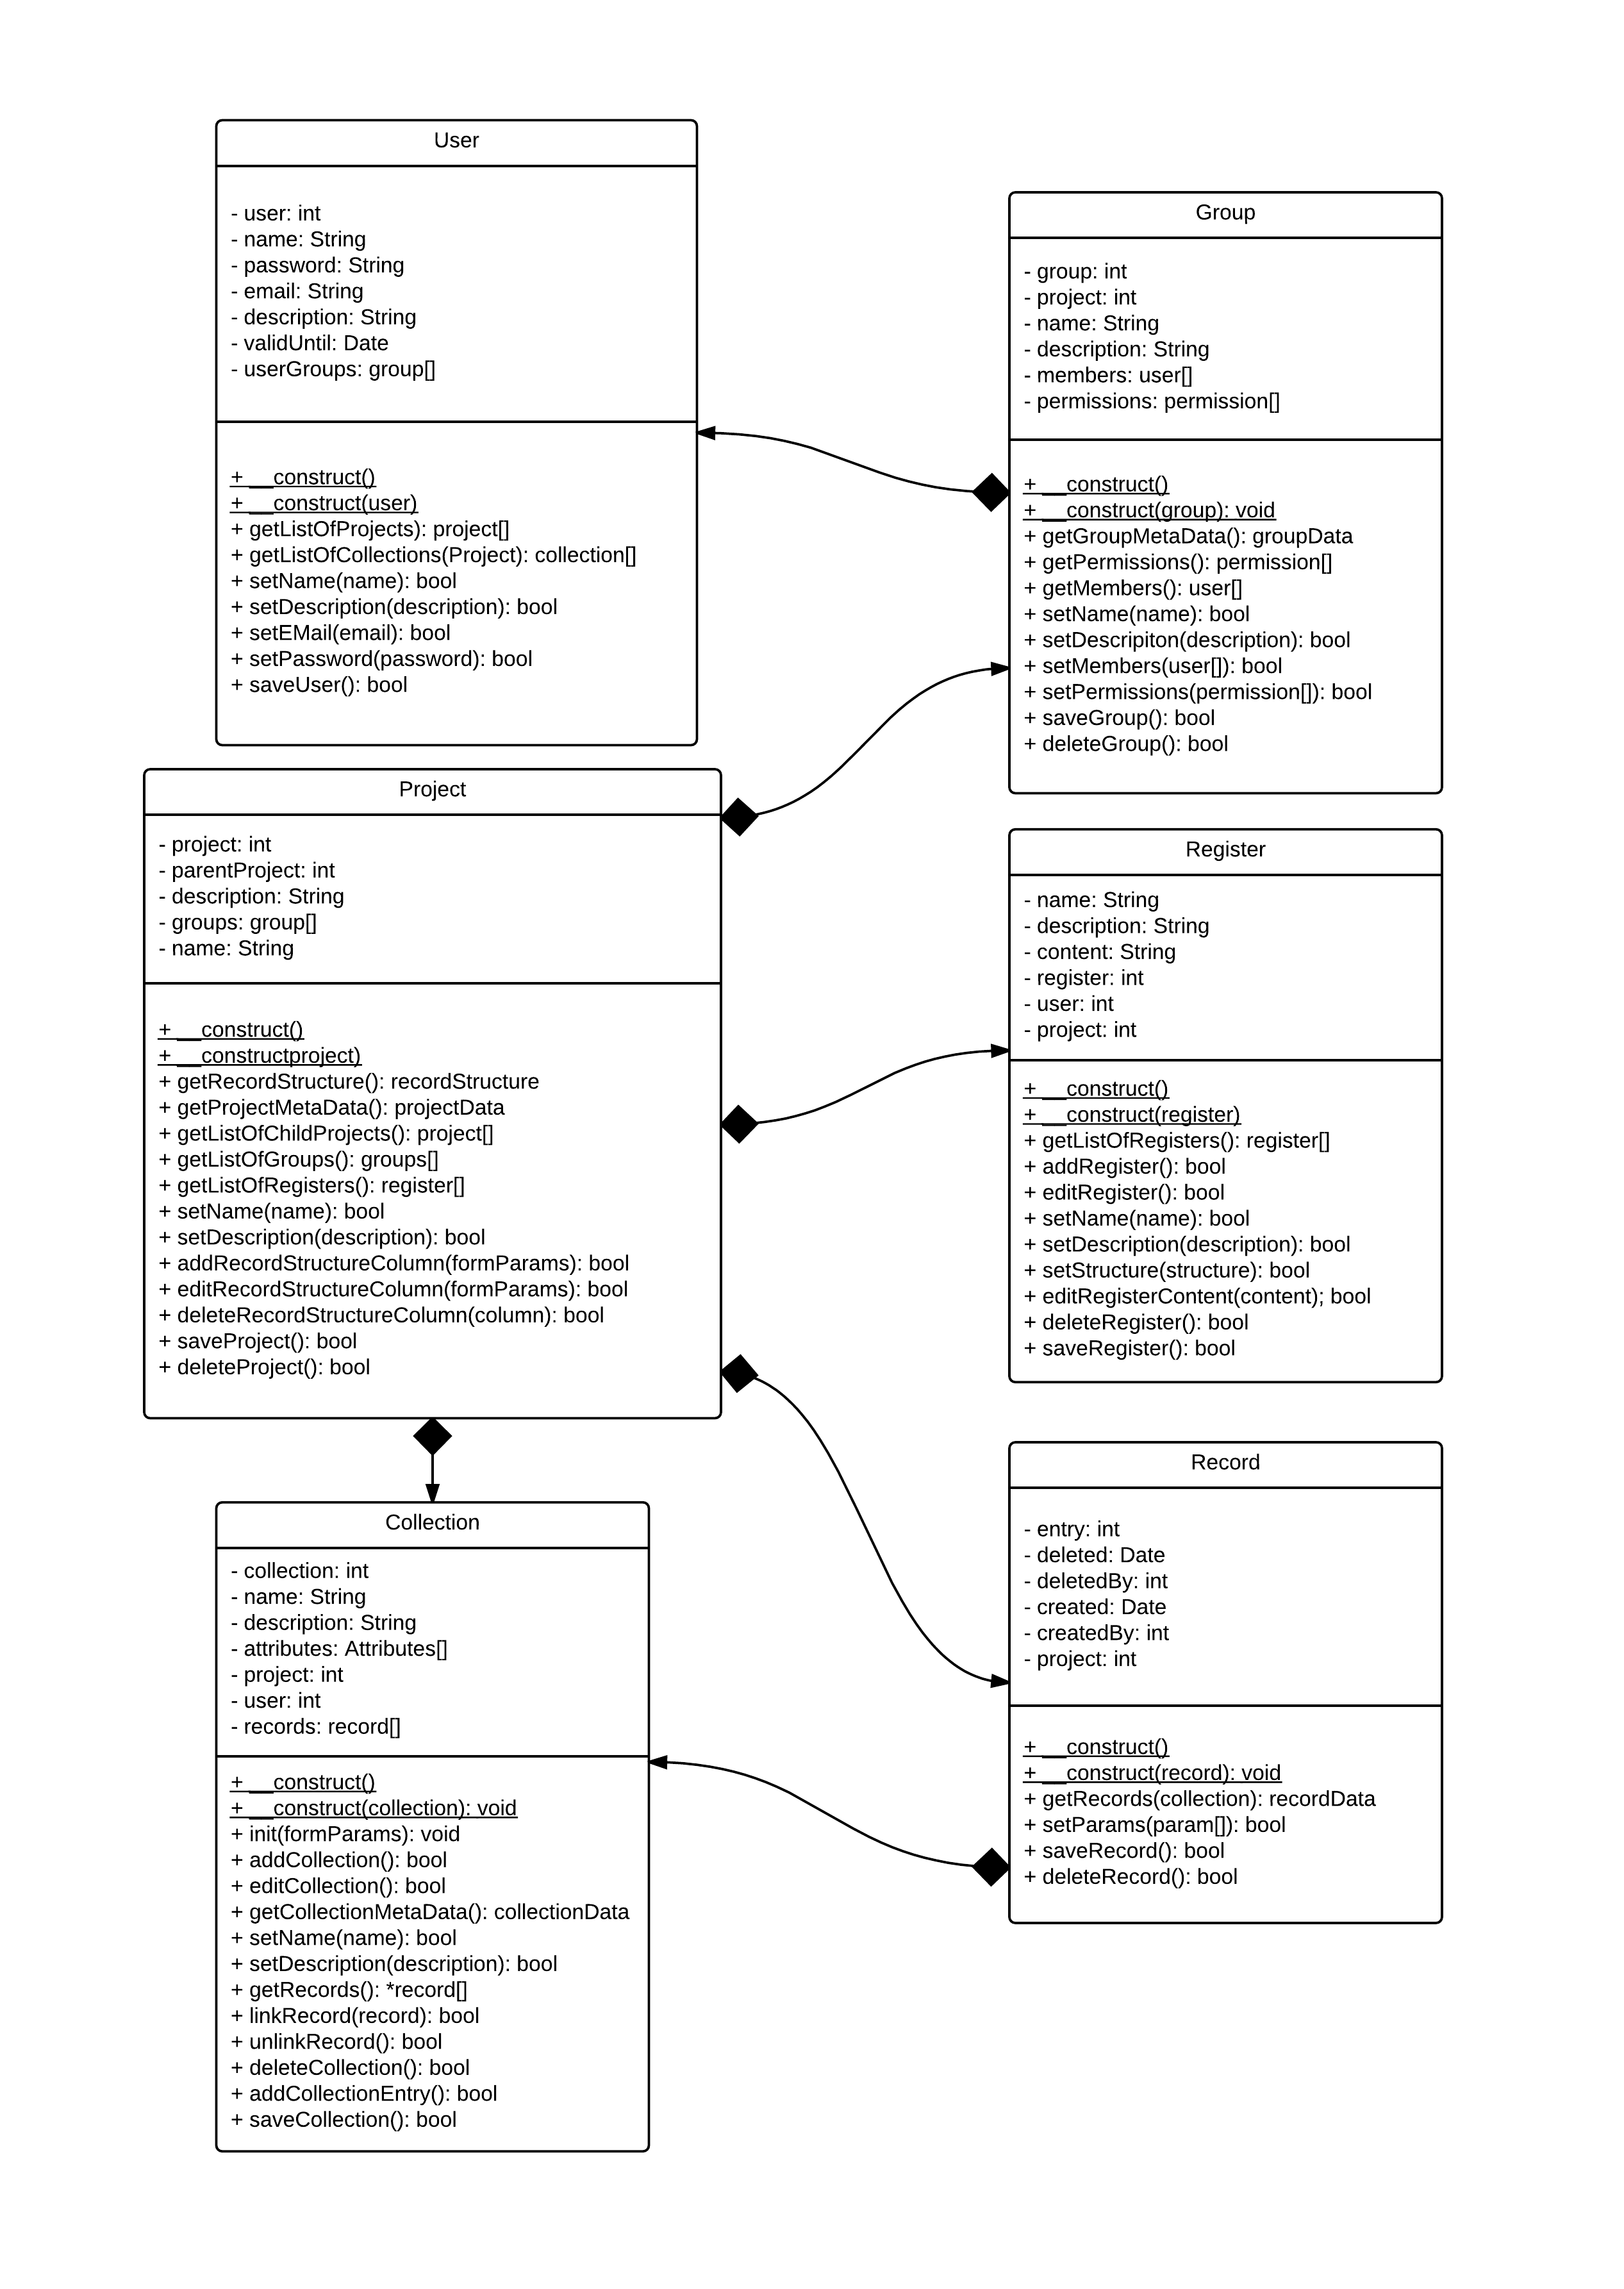 User
- user: int
- name: String
- password: String
- email: String
- description: String
- validUntil: Date
- userGroups: group[]
+ __construct()
+ __construct(user)
+ getListOfProjects): project[]
+ getListOfCollections(Project): collection[]
+ setName(name): bool
+ setDescription(description): bool
+ setEMail(email): bool
+ setPassword(password): bool
+ saveUser(): bool
Group
- group: int
- project: int
- name: String
- description: String
- members: user[]
- permissions: permission[]
+ __construct()
+ __construct(group): void
+ getGroupMetaData(): groupData
+ getPermissions(): permission[]
+ getMembers(): user[]
+ setName(name): bool
+ setDescripiton(description): bool
+ setMembers(user[]): bool
+ setPermissions(permission[]): bool
+ saveGroup(): bool
+ deleteGroup(): bool
Project
- project: int
- parentProject: int
- description: String
- groups: group[]
- name: String
+ __construct()
+ __constructproject)
+ getRecordStructure(): recordStructure
+ getProjectMetaData(): projectData
+ getListOfChildProjects(): project[]
+ getListOfGroups(): groups[]
+ getListOfRegisters(): register[]
+ setName(name): bool
+ setDescription(description): bool
+ addRecordStructureColumn(formParams): bool
+ editRecordStructureColumn(formParams): bool
+ deleteRecordStructureColumn(column): bool
+ saveProject(): bool
+ deleteProject(): bool
Register
- name: String
- description: String
- content: String
- register: int
- user: int
- project: int
+ __construct()
+ __construct(register)
+ getListOfRegisters(): register[]
+ addRegister(): bool
+ editRegister(): bool
+ setName(name): bool
+ setDescription(description): bool
+ setStructure(structure): bool
+ editRegisterContent(content); bool
+ deleteRegister(): bool
+ saveRegister(): bool
Collection
- collection: int
- name: String
- description: String
- attributes: Attributes[]
- project: int
- user: int
- records: record[]
+ __construct()
+ __construct(collection): void
+ init(formParams): void
+ addCollection(): bool
+ editCollection(): bool
+ getCollectionMetaData(): collectionData
+ setName(name): bool
+ setDescription(description): bool
+ getRecords(): *record[]
+ linkRecord(record): bool
+ unlinkRecord(): bool
+ deleteCollection(): bool
+ addCollectionEntry(): bool
+ saveCollection(): bool
Record
- entry: int
- deleted: Date
- deletedBy: int
- created: Date
- createdBy: int
- project: int
+ __construct()
+ __construct(record): void
+ getRecords(collection): recordData
+ setParams(param[]): bool
+ saveRecord(): bool
+ deleteRecord(): bool